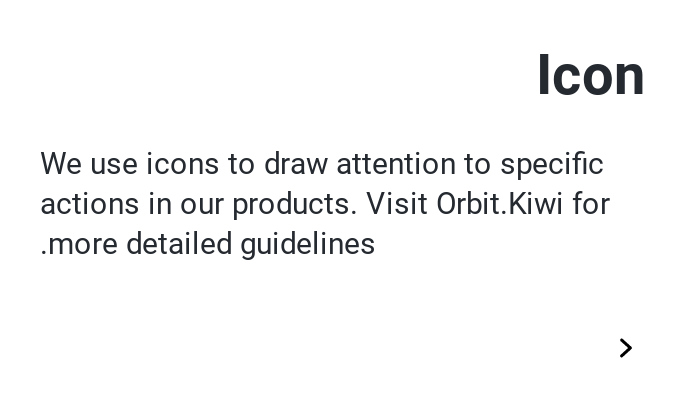 Icon
We use icons to draw attention to specific
actions in our products. Visit Orbit.Kiwi for
.more detailed guidelines